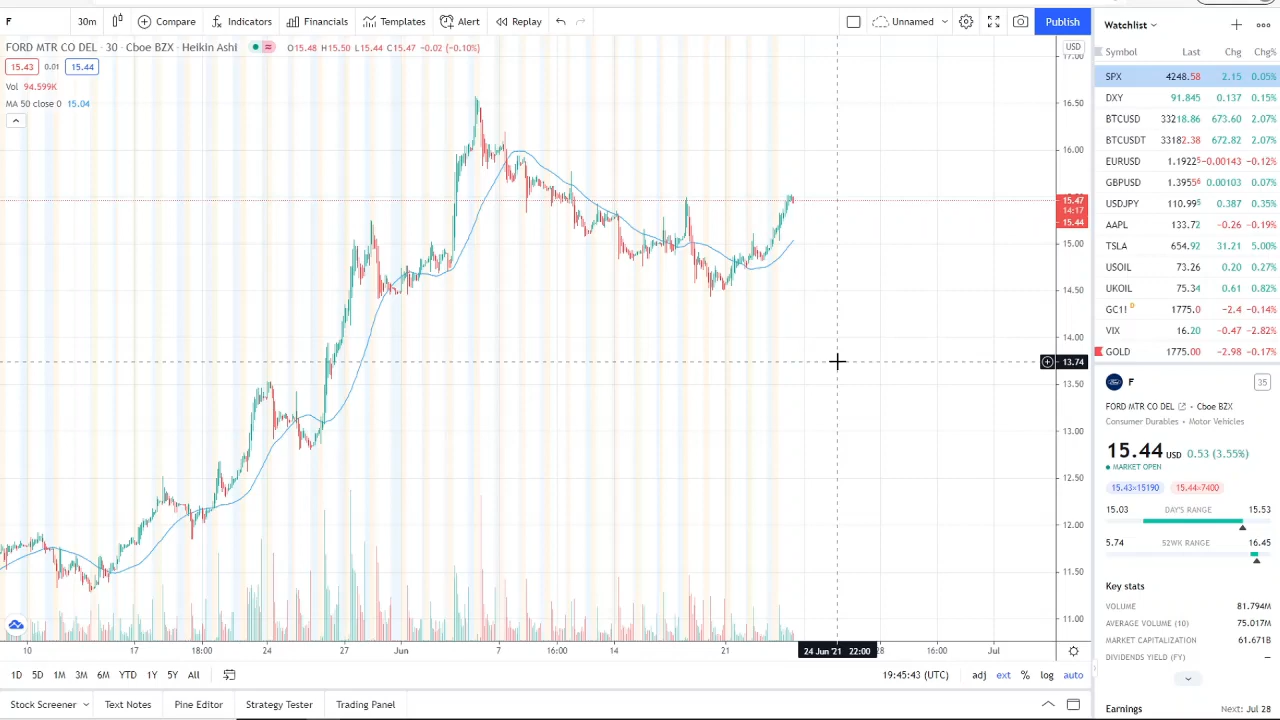 F 30m Compare Indicators Financials Templates Alert Replay Unnamed Publish
FORD MTR CO DEL · 30 · Cboe BZX · Heikin Ashi O15.48 H15.50 L15.44 C15.47 -0.02 (-0.10%)
15.43 0.01 15.44
Vol 94.599K
MA 50 close 0 15.04
USD
17.00
16.50
16.00
15.47
14:17
15.44
15.00
14.50
14.00
13.74
13.50
13.00
12.50
12.00
11.50
11.00
10 17 18:00 24 27 Jun 7 16:00 14 21 24 Jun '21 22:00 28 16:00 Jul
1D 5D 1M 3M 6M YTD 1Y 5Y All 19:45:43 (UTC) adj ext % log auto
Stock Screener Text Notes Pine Editor Strategy Tester Trading Panel
Watchlist
Symbol Last Chg Chg%
SPX 4248.58 2.15 0.05%
DXY 91.845 0.137 0.15%
BTCUSD 33218.86 673.60 2.07%
BTCUSDT 33182.38 672.82 2.07%
EURUSD 1.19225 -0.00143 -0.12%
GBPUSD 1.39556 0.00103 0.07%
USDJPY 110.995 0.387 0.35%
AAPL 133.72 -0.26 -0.19%
TSLA 654.92 31.21 5.00%
USOIL 73.26 0.20 0.27%
UKOIL 75.34 0.61 0.82%
GC1! D 1775.0 -2.4 -0.14%
VIX 16.20 -0.47 -2.82%
GOLD 1775.00 -2.98 -0.17%
F 35
FORD MTR CO DEL · Cboe BZX
Consumer Durables · Motor Vehicles
15.44 USD 0.53 (3.55%)
MARKET OPEN
15.43×15190 15.44×7400
15.03 DAY'S RANGE 15.53
5.74 52WK RANGE 16.45
Key stats
VOLUME 81.794M
AVERAGE VOLUME (10) 75.017M
MARKET CAPITALIZATION 61.671B
DIVIDENDS YIELD (FY) —
Earnings Next: Jul 28